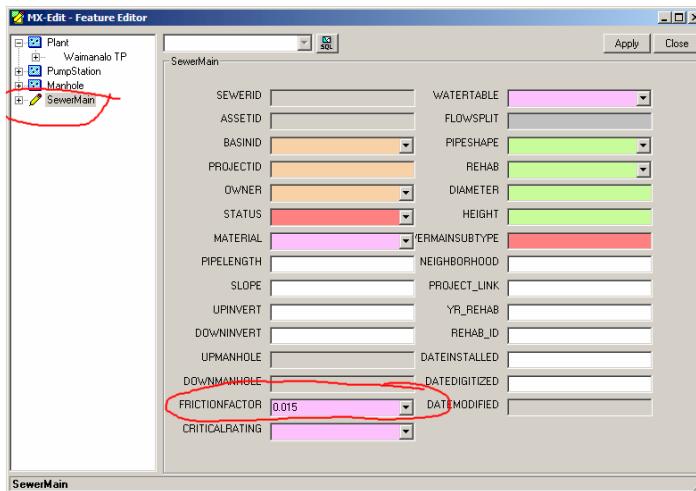 MX-Edit - Feature Editor
Plant
Waimanalo TP
PumpStation
Manhole
SewerMain
SQL
Apply
Close
SewerMain
SEWERID
ASSETID
BASINID
PROJECTID
OWNER
STATUS
MATERIAL
PIPELENGTH
SLOPE
UPINVERT
DOWNINVERT
UPMANHOLE
DOWNMANHOLE
FRICTIONFACTOR 0.015
CRITICALRATING
WATERTABLE
FLOWSPLIT
PIPESHAPE
REHAB
DIAMETER
HEIGHT
'ERMAINSUBTYPE
NEIGHBORHOOD
PROJECT_LINK
YR_REHAB
REHAB_ID
DATEINSTALLED
DATEDIGITIZED
DATEMODIFIED
SewerMain